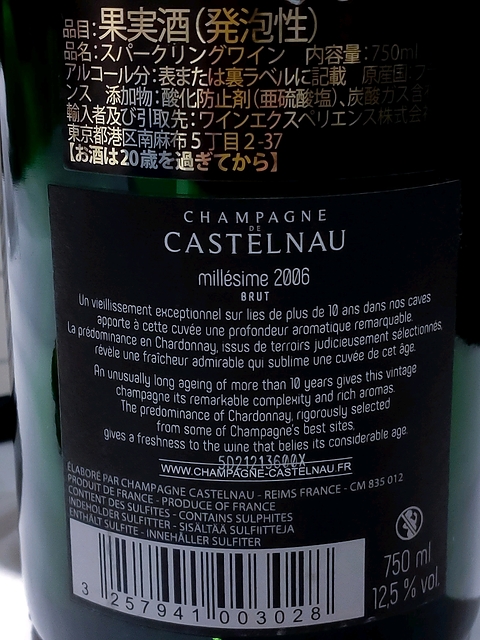 品目:果実酒(発泡性)
品名:スパークリングワイン 内容量:750ml
アルコール分:表または裏ラベルに記載 原産国:フ
ンス 添加物:酸化防止剤(亜硫酸塩)、炭酸ガス含
輸入者及び引取先:ワインエクスペリエンス株式会
東京都港区南麻布5丁目2-37
【お酒は20歳を過ぎてから】
CHAMPAGNE
DE
CASTELNAU
millésime 2006
BRUT
Un vieillissement exceptionnel sur lies de plus de 10 ans dans nos caves
apporte à cette cuvée une profondeur aromatique remarquable.
La prédominance en Chardonnay, issus de terroirs judicieusement sélectionnés,
révèle une fraîcheur admirable qui sublime une cuvée de cet âge.
An unusually long ageing of more than 10 years gives this vintage
champagne its remarkable complexity and rich aromas.
The predominance of Chardonnay, rigorously selected
from some of Champagne's best sites,
gives a freshness to the wine that belies its considerable age.
5D21213600X
WWW.CHAMPAGNE-CASTELNAU.FR
ÉLABORÉ PAR CHAMPAGNE CASTELNAU - REIMS FRANCE - CM 835 012
PRODUIT DE FRANCE - PRODUCE OF FRANCE
CONTIENT DES SULFITES - CONTAINS SULPHITES
INDEHOLDER SULFITTER - SISÄLTÄÄ SULFIITTEJA
ENTHÄLT SULFITE - INNEHÅLLER SULFITER
750 ml
12,5 % vol.
3 257941 003028